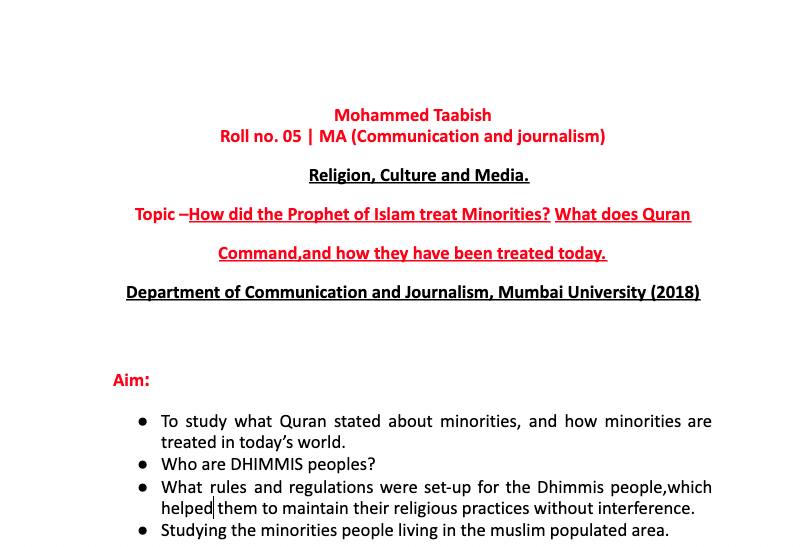 Mohammed Taabish
Roll no. 05 | MA (Communication and journalism)
Religion, Culture and Media.
Topic –How did the Prophet of Islam treat Minorities? What does Quran
Command,and how they have been treated today.
Department of Communication and Journalism, Mumbai University (2018)
Aim:
● To study what Quran stated about minorities, and how minorities are
treated in today's world.
● Who are DHIMMIS peoples?
● What rules and regulations were set-up for the Dhimmis people,which
helped them to maintain their religious practices without interference.
● Studying the minorities people living in the muslim populated area.